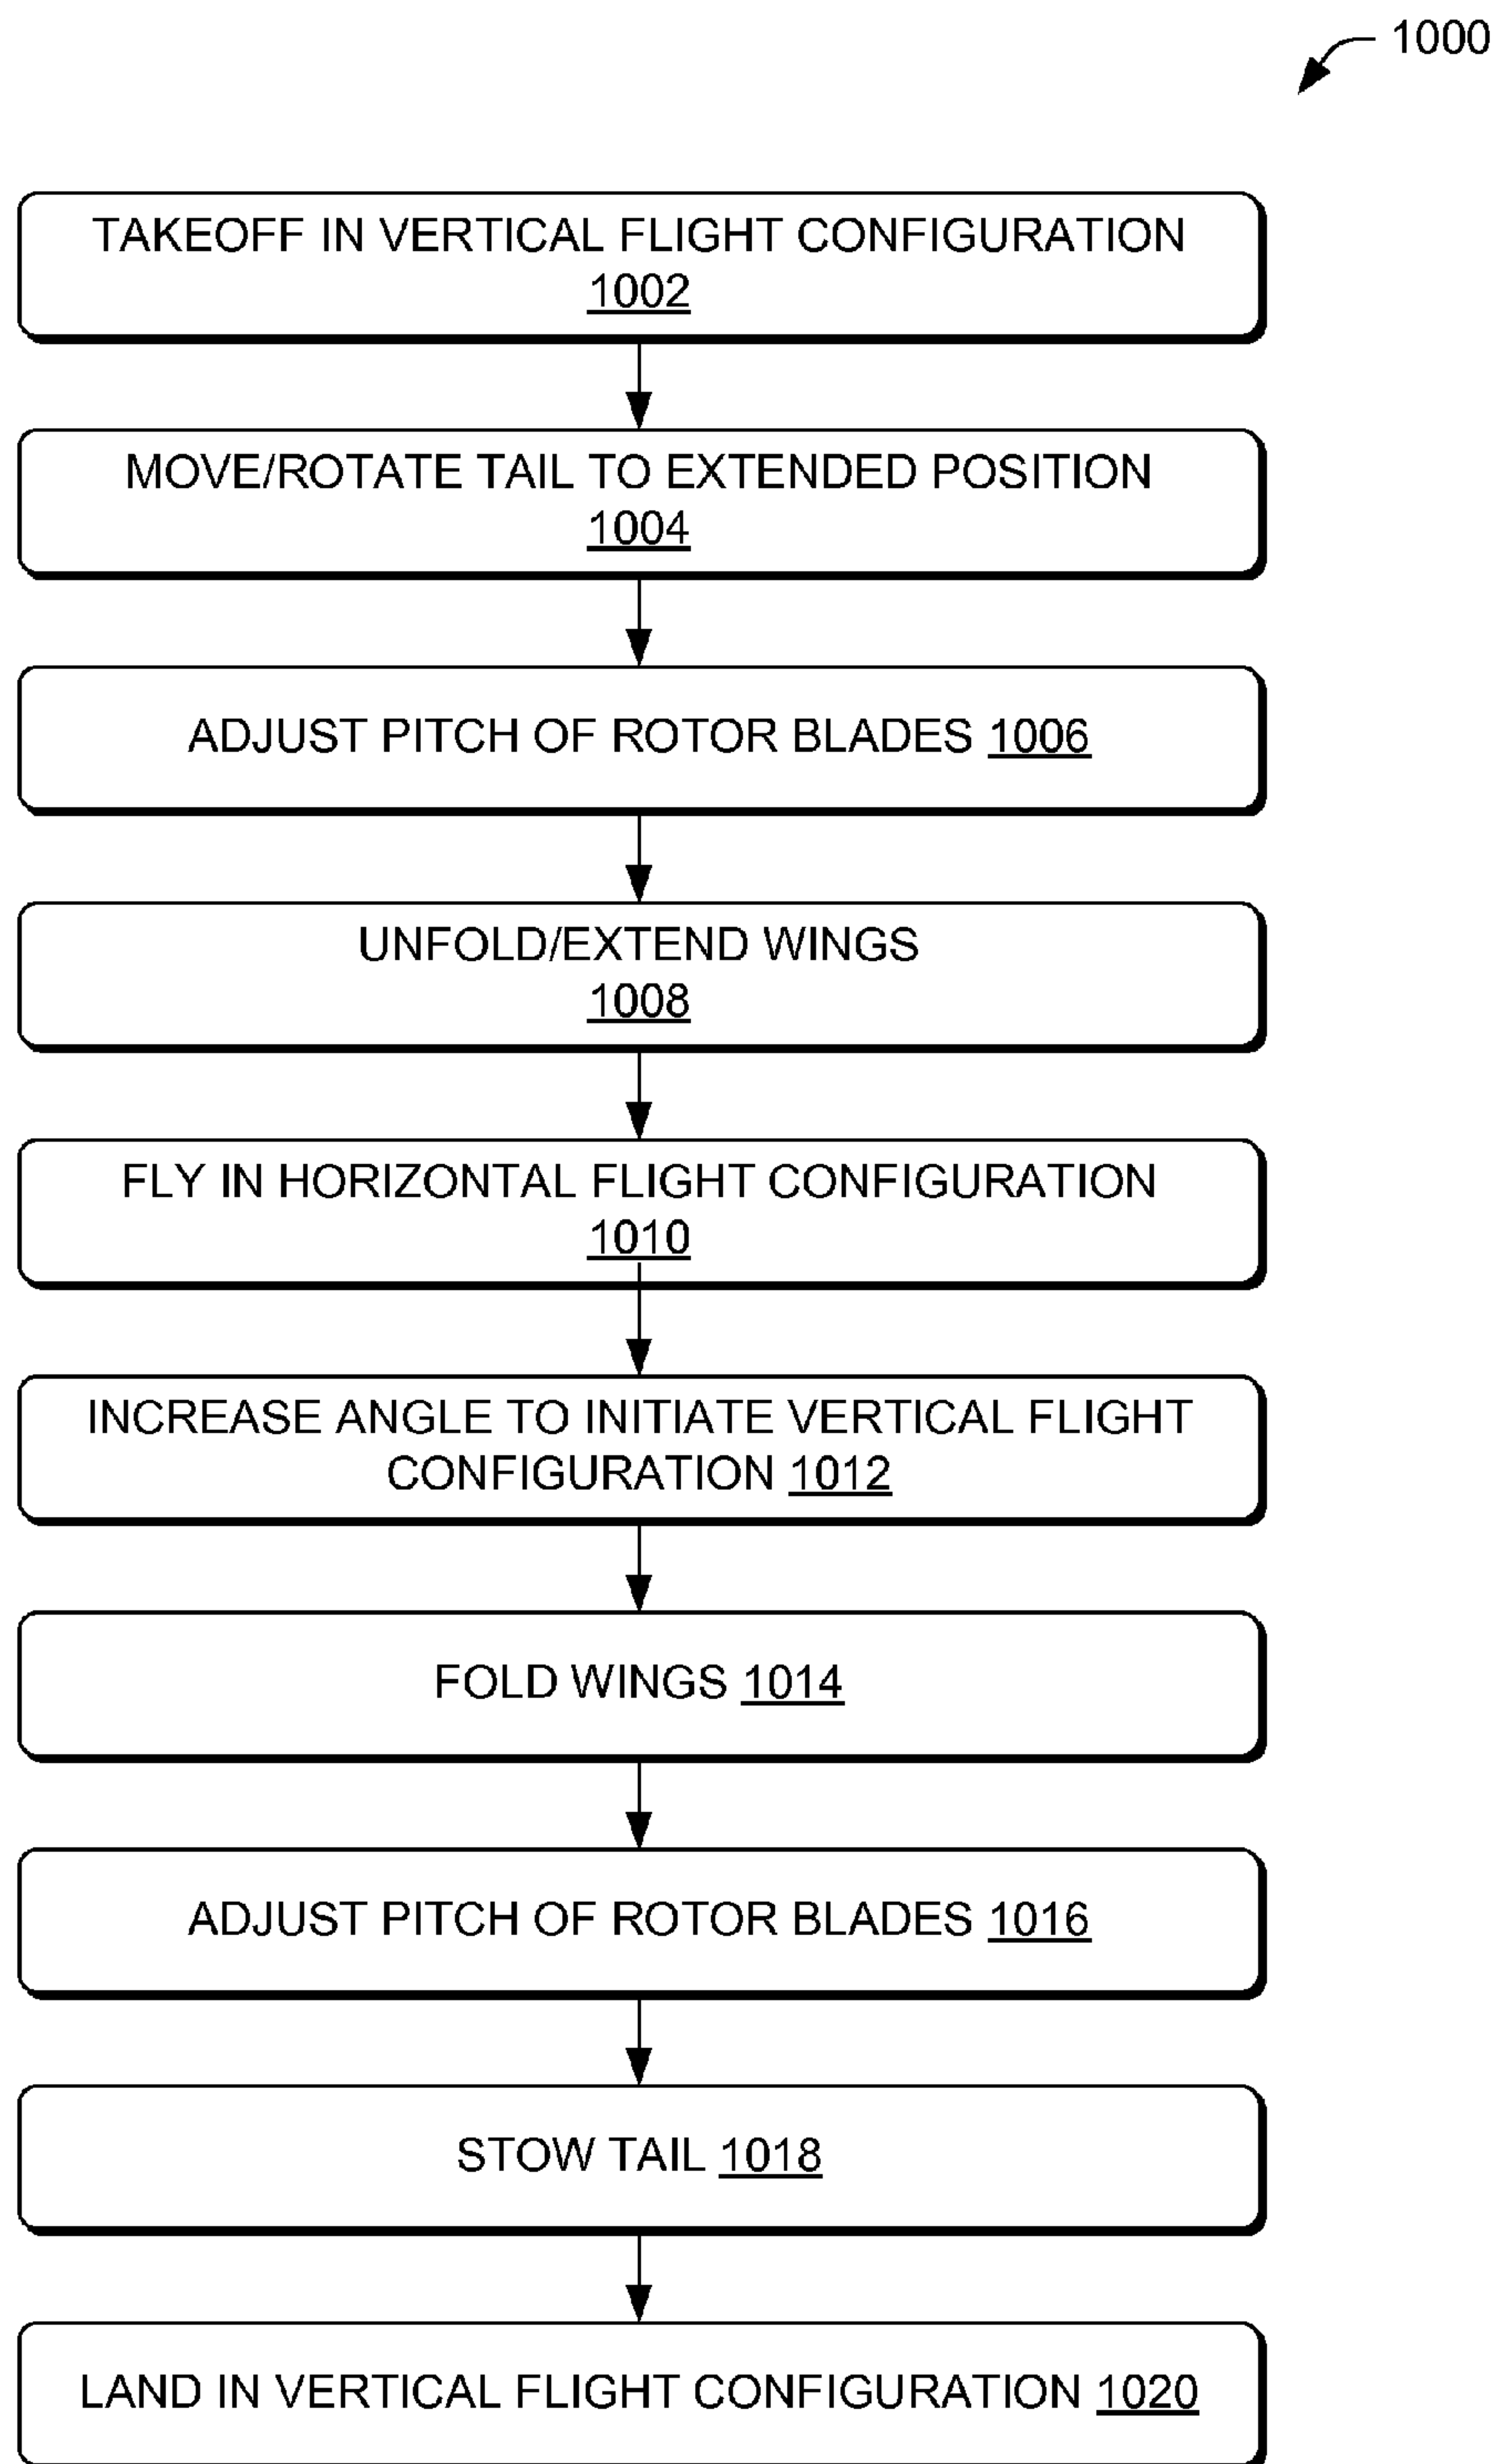 1000
TAKEOFF IN VERTICAL FLIGHT CONFIGURATION
1002
MOVE/ROTATE TAIL TO EXTENDED POSITION
1004
ADJUST PITCH OF ROTOR BLADES 1006
UNFOLD/EXTEND WINGS
1008
FLY IN HORIZONTAL FLIGHT CONFIGURATION
1010
INCREASE ANGLE TO INITIATE VERTICAL FLIGHT
CONFIGURATION 1012
FOLD WINGS 1014
ADJUST PITCH OF ROTOR BLADES 1016
STOW TAIL 1018
LAND IN VERTICAL FLIGHT CONFIGURATION 1020